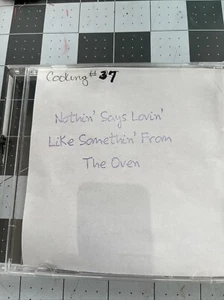 Cooking # 37
Nothin' Says Lovin'
Like Somethin' From
The Oven